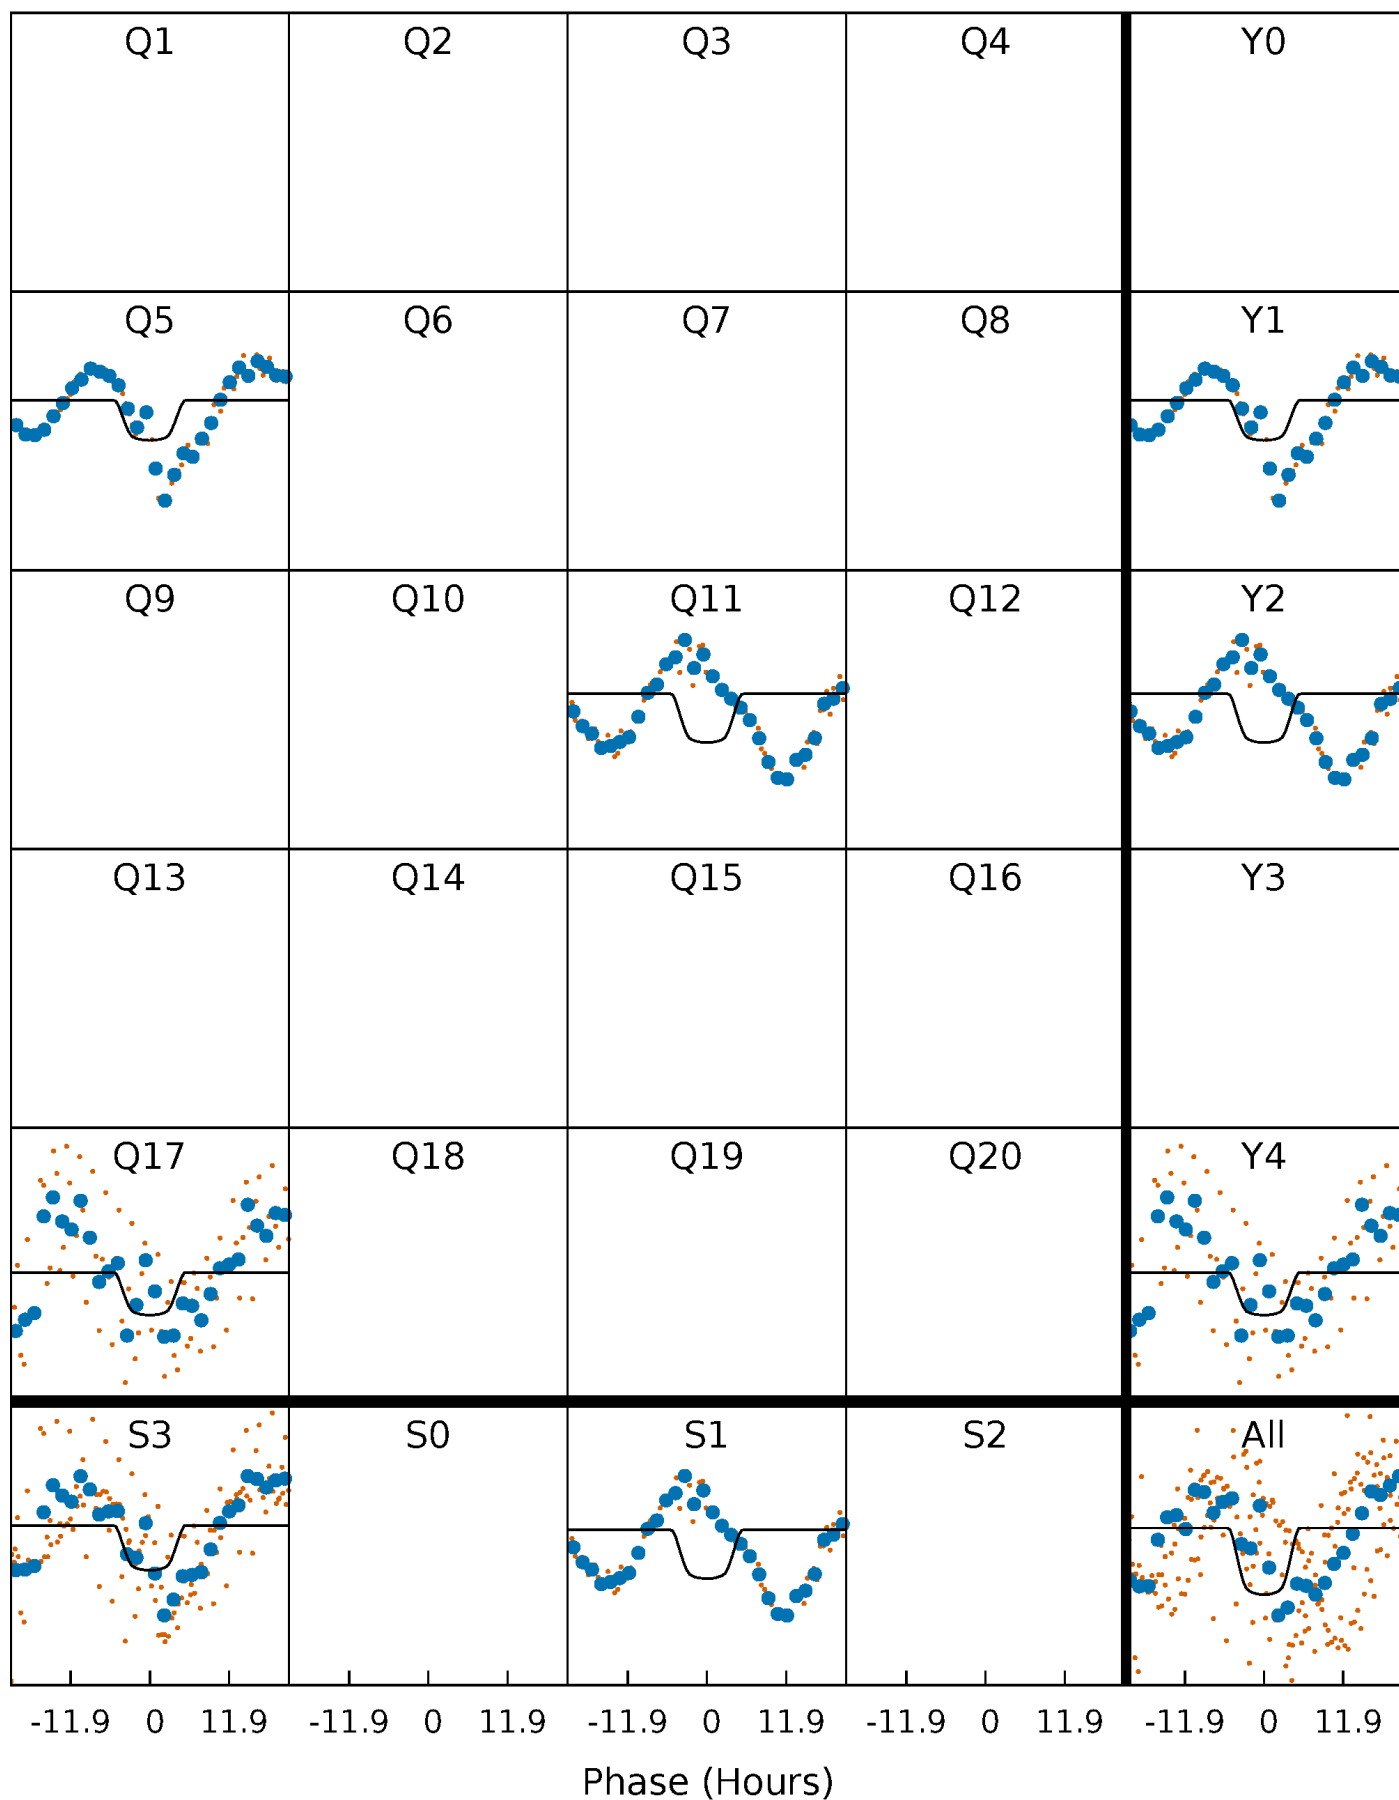 Q1 Q2 Q3 Q4 Y0
Q5 Q6 Q7 Q8 Y1
Q9 Q10 Q11 Q12 Y2
Q13 Q14 Q15 Q16 Y3
Q17 Q18 Q19 Q20 Y4
S3 S0 S1 S2 All
-11.9 0 11.9 -11.9 0 11.9 -11.9 0 11.9 -11.9 0 11.9 -11.9 0 11.9
Phase (Hours)